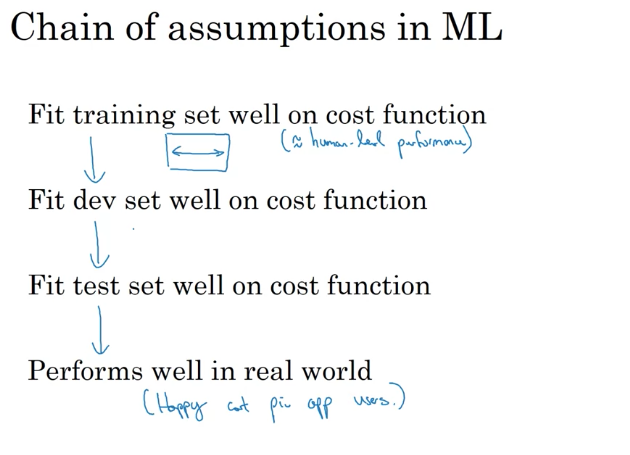 Chain of assumptions in ML
Fit training set well on cost function
(≈ human-level performance)
Fit dev set well on cost function
Fit test set well on cost function
Performs well in real world
(Happy cat pic app users.)